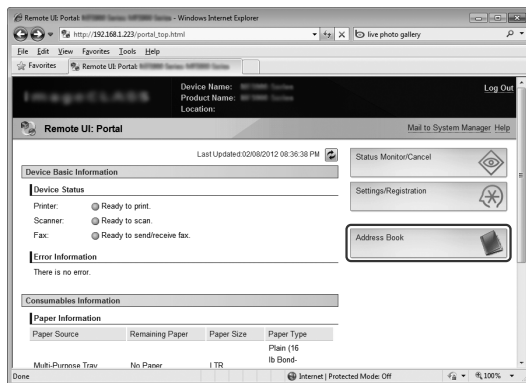 Remote UI: Portal: - Windows Internet Explorer
http://192.168.1.223/portal_top.html
live photo gallery
File Edit View Favorites Tools Help
Favorites
Remote UI: Portal:
Device Name:
Product Name:
Location:
Log Out
Remote UI: Portal
Mail to System Manager Help
Last Updated:02/08/2012 08:36:38 PM
Device Basic Information
Device Status
Printer: Ready to print.
Scanner: Ready to scan.
Fax: Ready to send/receive fax.
Error Information
There is no error.
Consumables Information
Paper Information
Paper Source Remaining Paper Paper Size Paper Type
Plain (16
lb Bond-
Multi-Purpose Tray No Paper LTR
Status Monitor/Cancel
Settings/Registration
Address Book
Done
Internet | Protected Mode: Off
100%